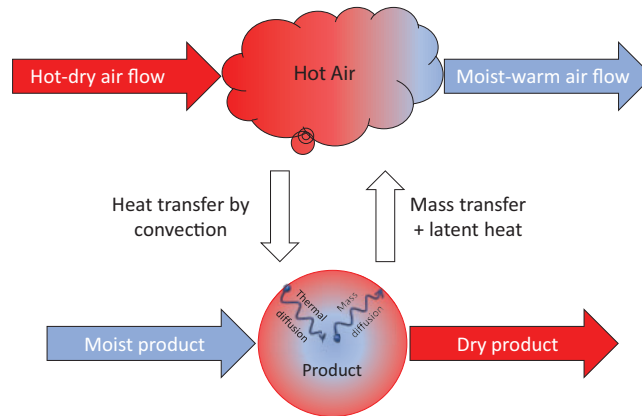 Hot-dry air flow
Hot Air
Moist-warm air flow
Heat transfer by
convection
Mass transfer
+ latent heat
Thermal
diffusion
Mass
diffusion
Moist product
Product
Dry product